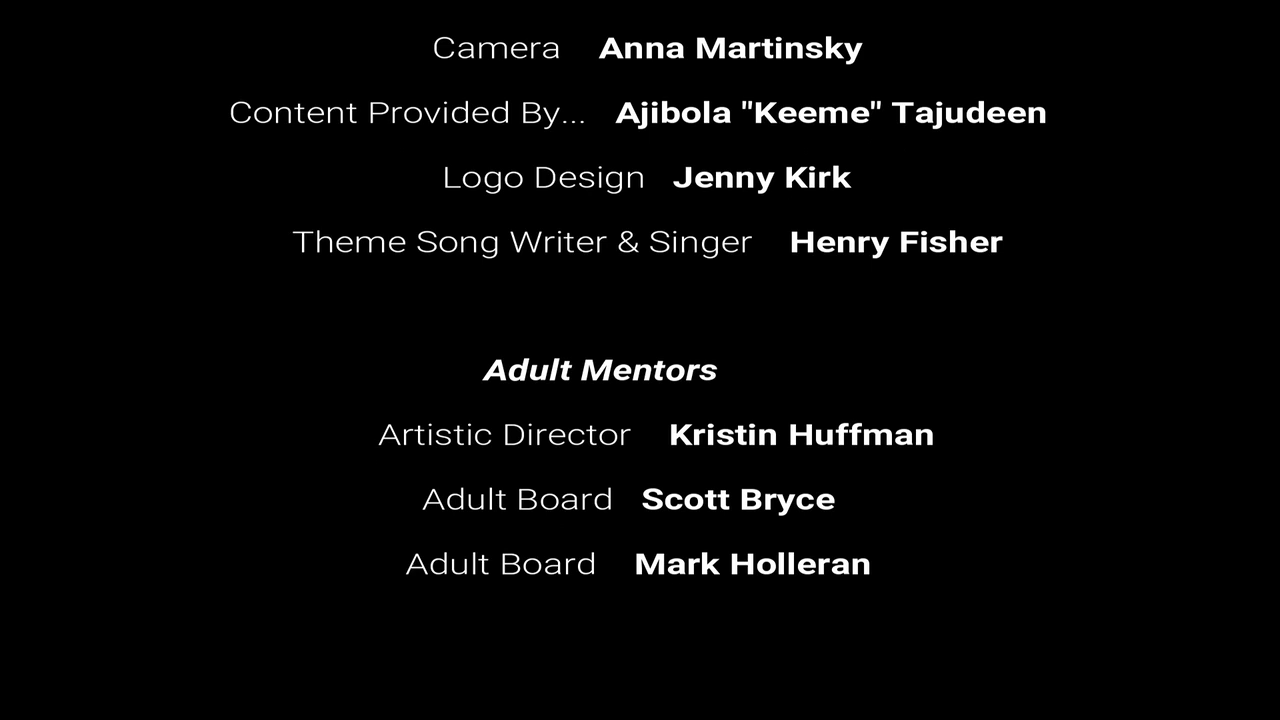 Camera Anna Martinsky
Content Provided By... Ajibola "Keeme" Tajudeen
Logo Design Jenny Kirk
Theme Song Writer & Singer Henry Fisher
Adult Mentors
Artistic Director Kristin Huffman
Adult Board Scott Bryce
Adult Board Mark Holleran